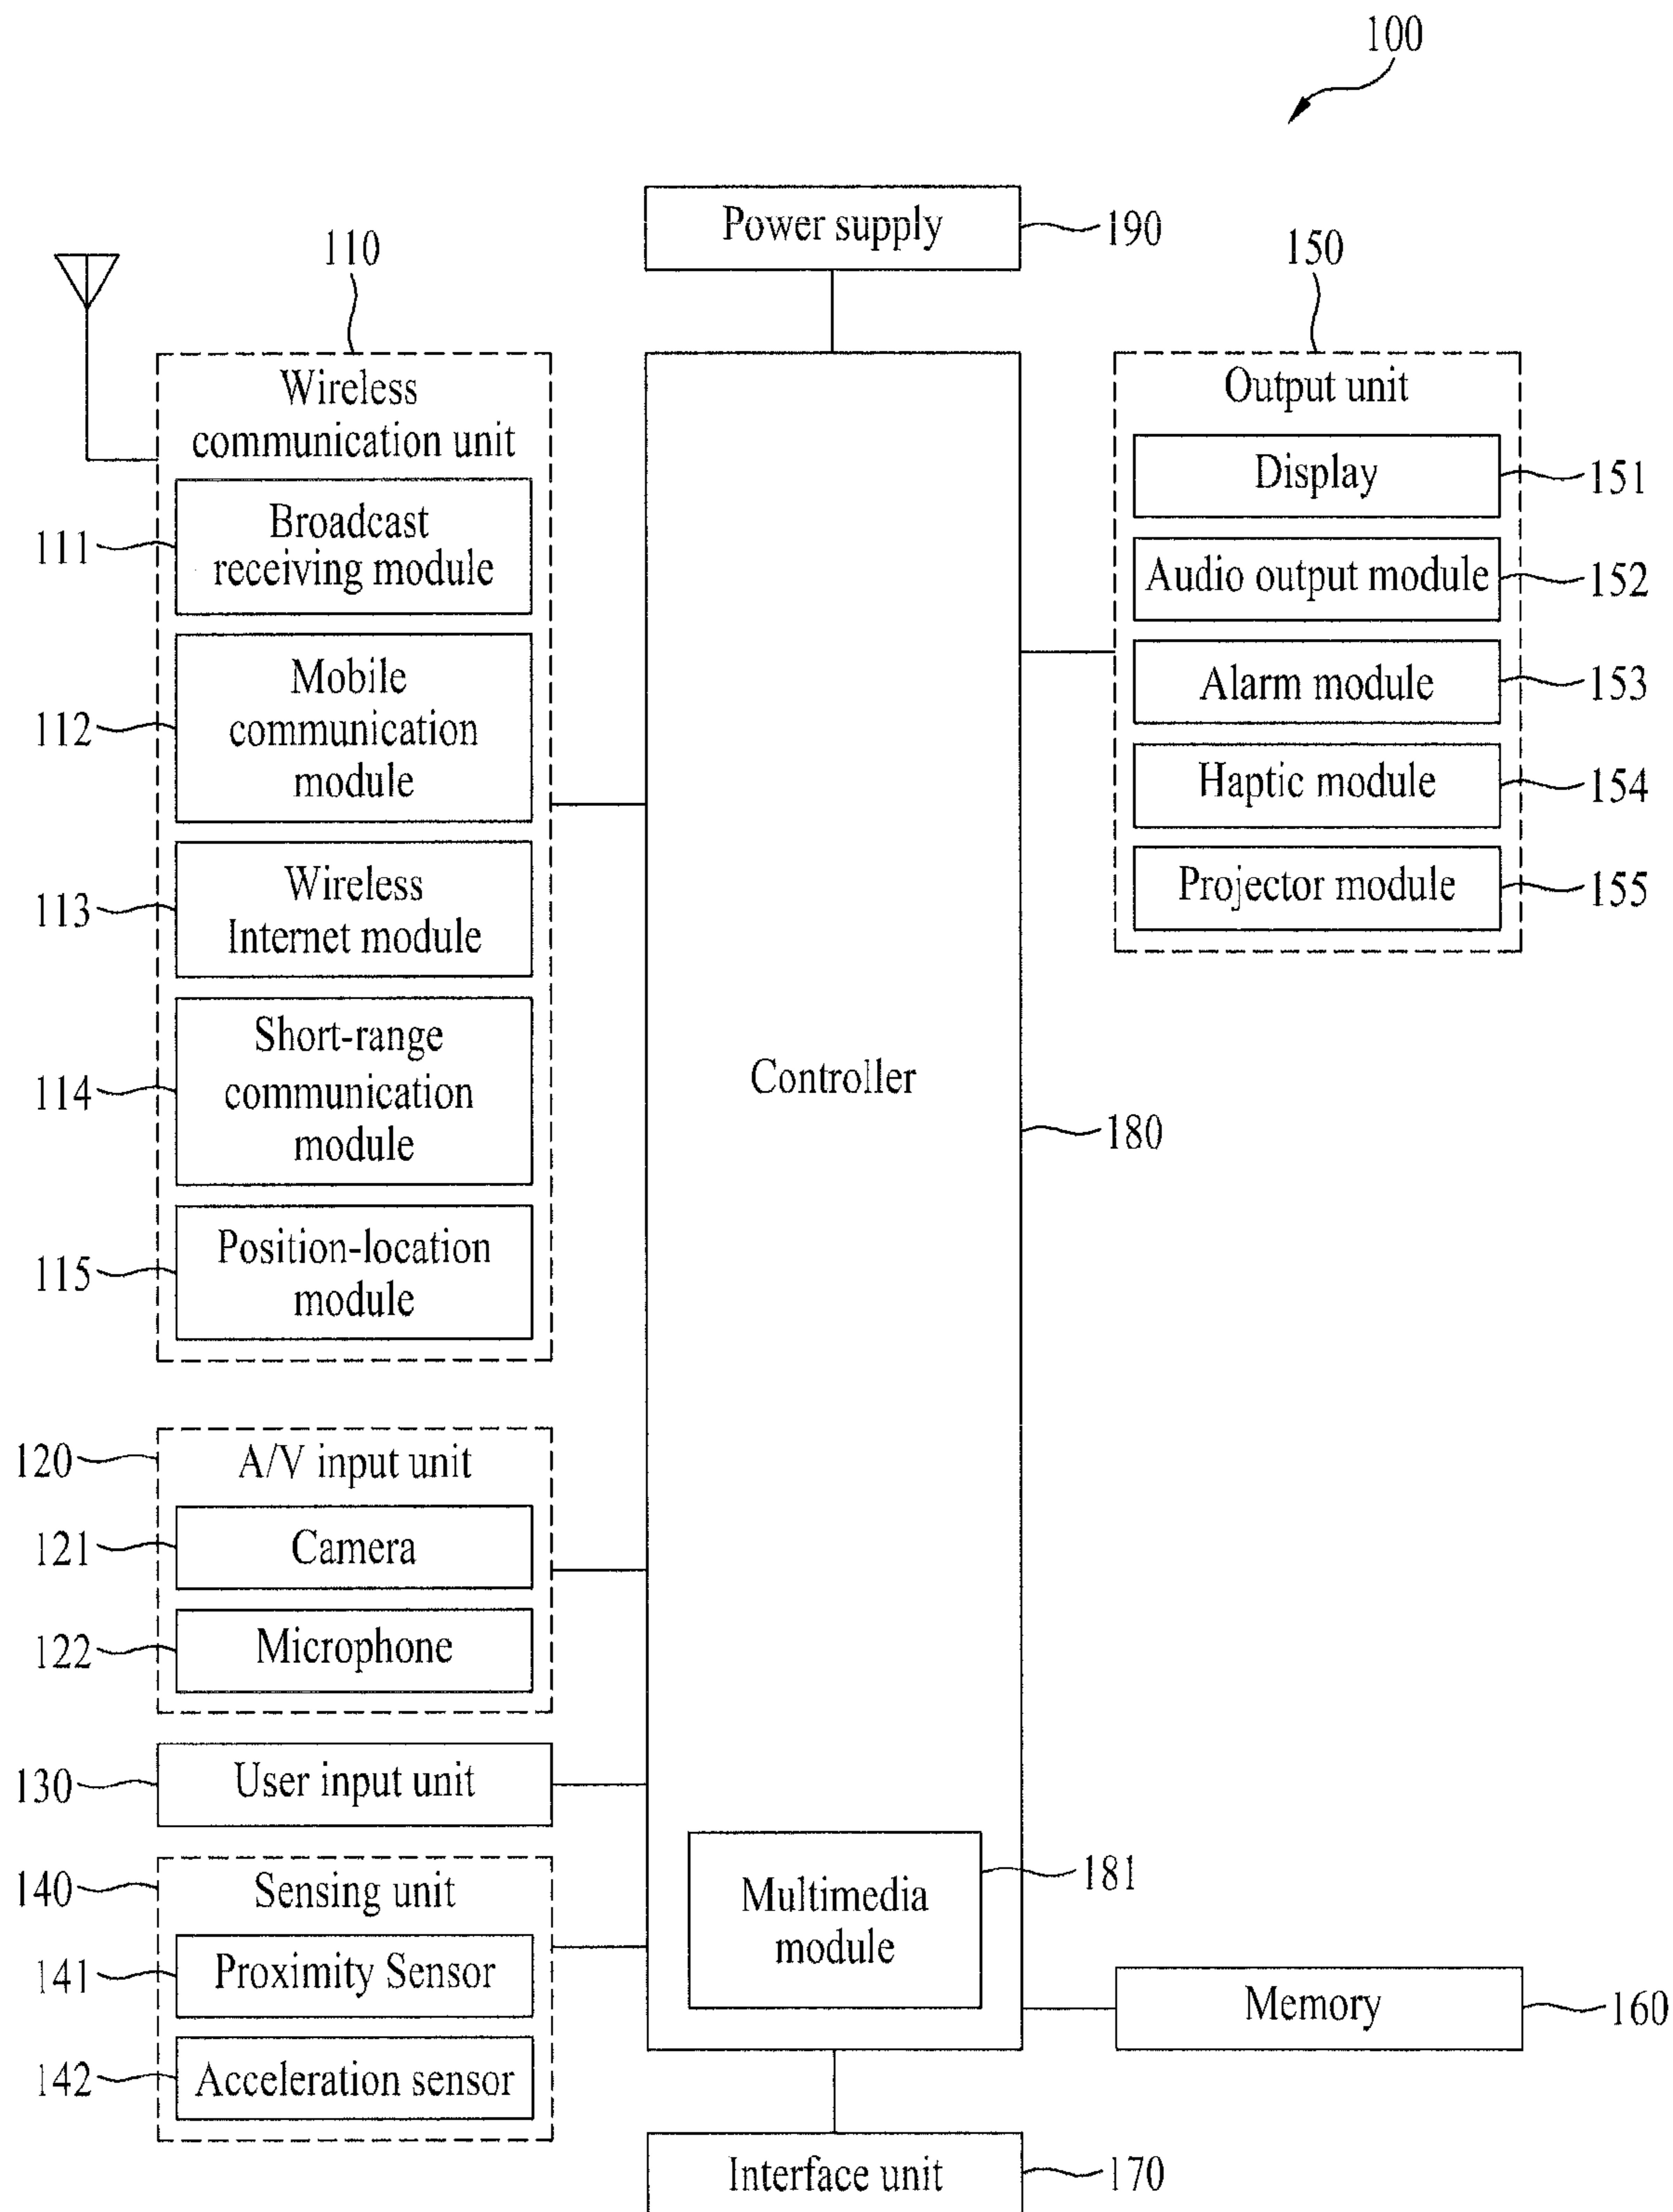 100
Power supply
190
110
Wireless
communication unit
111
Broadcast
receiving module
112
Mobile
communication
module
113
Wireless
Internet module
114
Short-range
communication
module
115
Position-location
module
120
A/V input unit
121
Camera
122
Microphone
130
User input unit
140
Sensing unit
141
Proximity Sensor
142
Acceleration sensor
Controller
180
Multimedia
module
181
150
Output unit
Display
151
Audio output module
152
Alarm module
153
Haptic module
154
Projector module
155
Memory
160
Interface unit
170